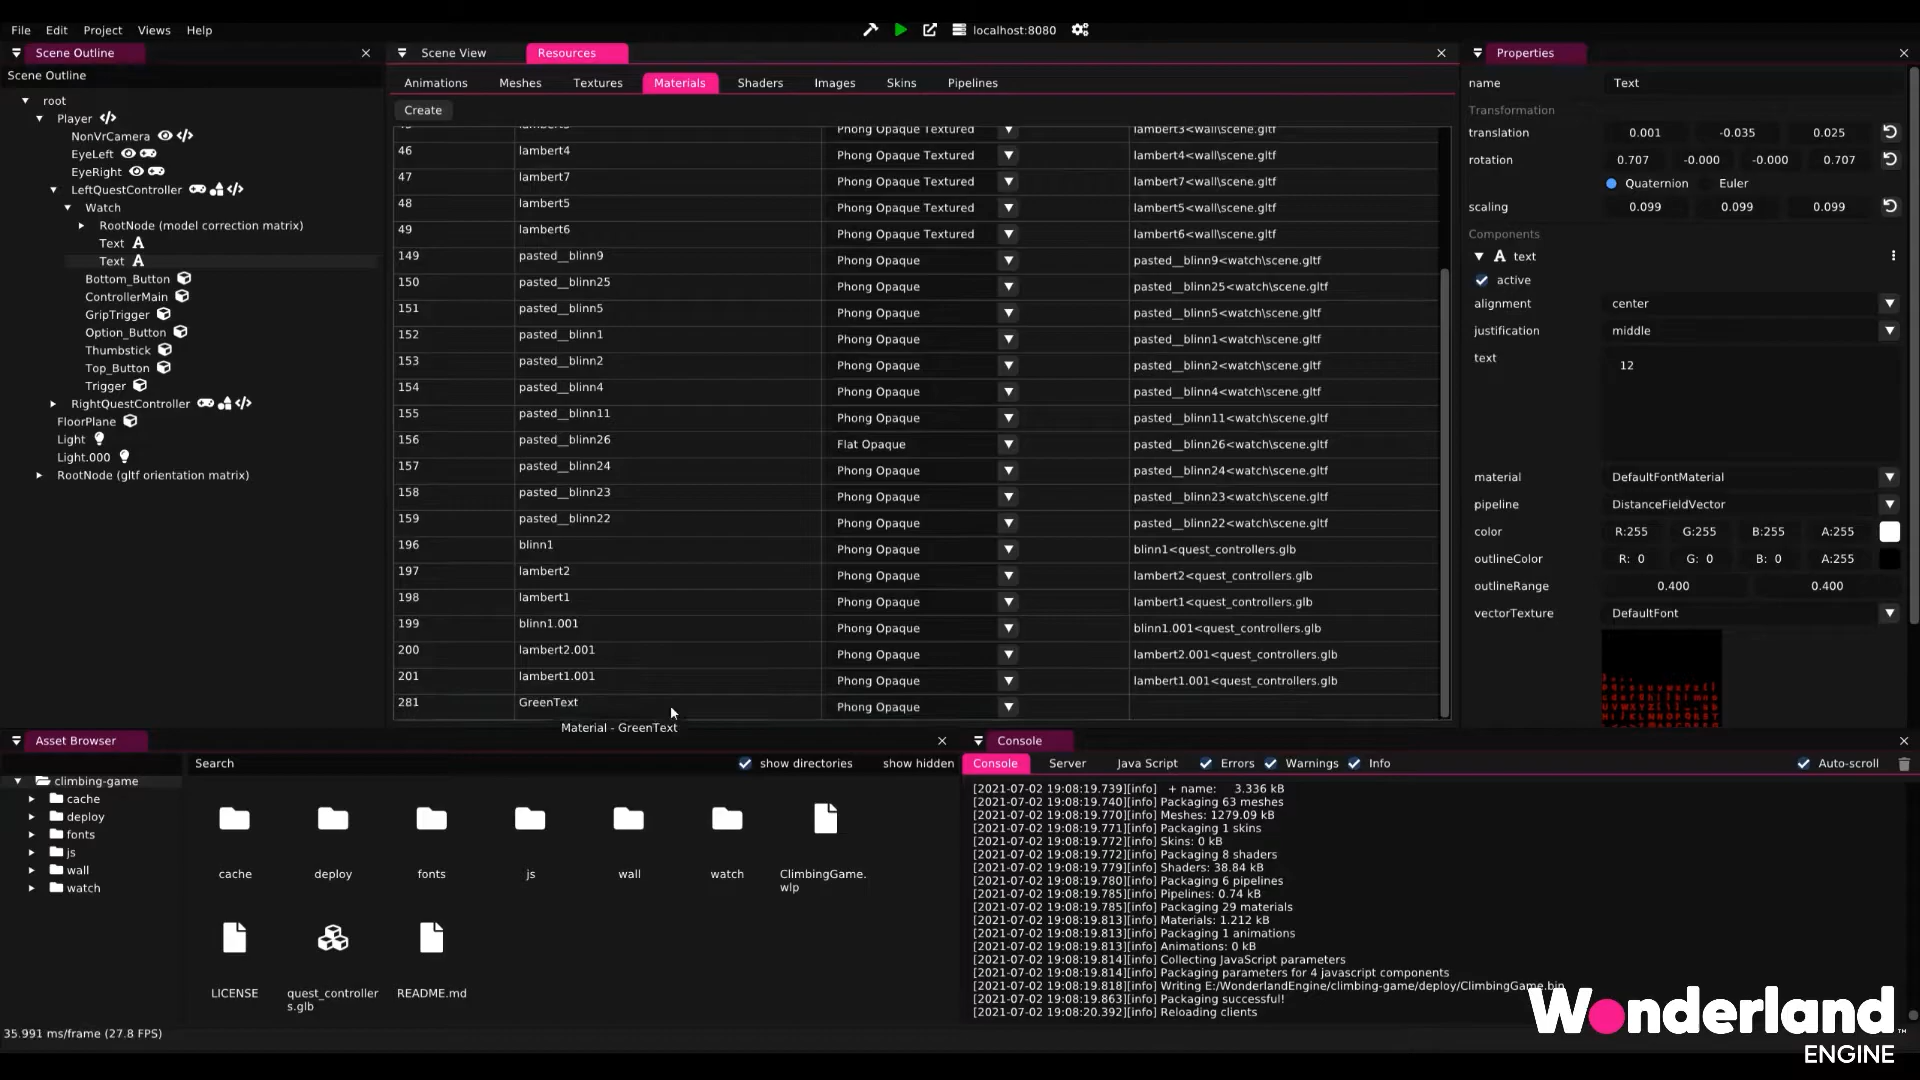 File Edit Project Views Help
localhost:8080
Scene Outline
Scene Outline
root
Player
NonVrCamera
EyeLeft
EyeRight
LeftQuestController
Watch
RootNode (model correction matrix)
Text
Text
Bottom_Button
ControllerMain
GripTrigger
Option_Button
Thumbstick
Top_Button
Trigger
RightQuestController
FloorPlane
Light
Light.000
RootNode (gltf orientation matrix)
Scene View Resources
Animations Meshes Textures Materials Shaders Images Skins Pipelines
Create
Phong Opaque Textured lambert3<wall\scene.gltf
46 lambert4 Phong Opaque Textured lambert4<wall\scene.gltf
47 lambert7 Phong Opaque Textured lambert7<wall\scene.gltf
48 lambert5 Phong Opaque Textured lambert5<wall\scene.gltf
49 lambert6 Phong Opaque Textured lambert6<wall\scene.gltf
149 pasted__blinn9 Phong Opaque pasted__blinn9<watch\scene.gltf
150 pasted__blinn25 Phong Opaque pasted__blinn25<watch\scene.gltf
151 pasted__blinn5 Phong Opaque pasted__blinn5<watch\scene.gltf
152 pasted__blinn1 Phong Opaque pasted__blinn1<watch\scene.gltf
153 pasted__blinn2 Phong Opaque pasted__blinn2<watch\scene.gltf
154 pasted__blinn4 Phong Opaque pasted__blinn4<watch\scene.gltf
155 pasted__blinn11 Phong Opaque pasted__blinn11<watch\scene.gltf
156 pasted__blinn26 Flat Opaque pasted__blinn26<watch\scene.gltf
157 pasted__blinn24 Phong Opaque pasted__blinn24<watch\scene.gltf
158 pasted__blinn23 Phong Opaque pasted__blinn23<watch\scene.gltf
159 pasted__blinn22 Phong Opaque pasted__blinn22<watch\scene.gltf
196 blinn1 Phong Opaque blinn1<quest_controllers.glb
197 lambert2 Phong Opaque lambert2<quest_controllers.glb
198 lambert1 Phong Opaque lambert1<quest_controllers.glb
199 blinn1.001 Phong Opaque blinn1.001<quest_controllers.glb
200 lambert2.001 Phong Opaque lambert2.001<quest_controllers.glb
201 lambert1.001 Phong Opaque lambert1.001<quest_controllers.glb
281 GreenText Phong Opaque
Material - GreenText
Properties
name Text
Transformation
translation 0.001 -0.035 0.025
rotation 0.707 -0.000 -0.000 0.707
Quaternion Euler
scaling 0.099 0.099 0.099
Components
A text
active
alignment center
justification middle
text 12
material DefaultFontMaterial
pipeline DistanceFieldVector
color R:255 G:255 B:255 A:255
outlineColor R: 0 G: 0 B: 0 A:255
outlineRange 0.400 0.400
vectorTexture DefaultFont
Asset Browser
Search show directories show hidden
climbing-game
cache
deploy
fonts
js
wall
watch
cache deploy fonts js wall watch ClimbingGame.
wlp
LICENSE quest_controller README.md
s.glb
Console
Console Server Java Script Errors Warnings Info Auto-scroll
[2021-07-02 19:08:19.739][info] + name: 3.336 kB
[2021-07-02 19:08:19.740][info] Packaging 63 meshes
[2021-07-02 19:08:19.770][info] Meshes: 1279.09 kB
[2021-07-02 19:08:19.771][info] Packaging 1 skins
[2021-07-02 19:08:19.772][info] Skins: 0 kB
[2021-07-02 19:08:19.772][info] Packaging 8 shaders
[2021-07-02 19:08:19.779][info] Shaders: 38.84 kB
[2021-07-02 19:08:19.780][info] Packaging 6 pipelines
[2021-07-02 19:08:19.785][info] Pipelines: 0.74 kB
[2021-07-02 19:08:19.785][info] Packaging 29 materials
[2021-07-02 19:08:19.813][info] Materials: 1.212 kB
[2021-07-02 19:08:19.813][info] Packaging 1 animations
[2021-07-02 19:08:19.813][info] Animations: 0 kB
[2021-07-02 19:08:19.814][info] Collecting JavaScript parameters
[2021-07-02 19:08:19.814][info] Packaging parameters for 4 javascript components
[2021-07-02 19:08:19.818][info] Writing E:/WonderlandEngine/climbing-game/deploy/ClimbingGame.bin
[2021-07-02 19:08:19.863][info] Packaging successful!
[2021-07-02 19:08:20.392][info] Reloading clients
35.991 ms/frame (27.8 FPS)
Wonderland
ENGINE